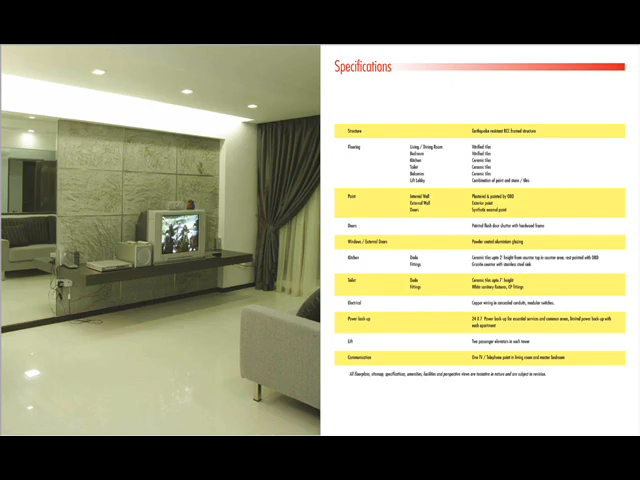 Specifications
Structure Earthquake resistant RCC framed structure
Flooring Living / Dining Room Vitrified tiles
Bedroom Vitrified tiles
Kitchen Ceramic tiles
Toilet Ceramic tiles
Balconies Ceramic tiles
Lift Lobby Combination of paint and stone / tiles
Paint Internal Wall Plastered & painted by OBD
External Wall Exterior paint
Doors Synthetic enamel paint
Doors Painted flush door shutter with hardwood frame
Windows / External Doors Powder coated aluminium glazing
Kitchen Dado Ceramic tiles upto 2' height from counter top in counter area, rest painted with OBD
Fittings Granite counter with stainless steel sink
Toilet Dado Ceramic tiles upto 7' height
Fittings White sanitary fixtures, CP fittings
Electrical Copper wiring in concealed conduits, modular switches.
Power back-up 24 X 7 Power back-up for essential services and common areas, limited power back-up with
each apartment
Lift Two passenger elevators in each tower
Communication One TV / Telephone point in living room and master bedroom
All floorplans, sitemap, specifications, amenities, facilities and perspective views are tentative in nature and are subject to revision.